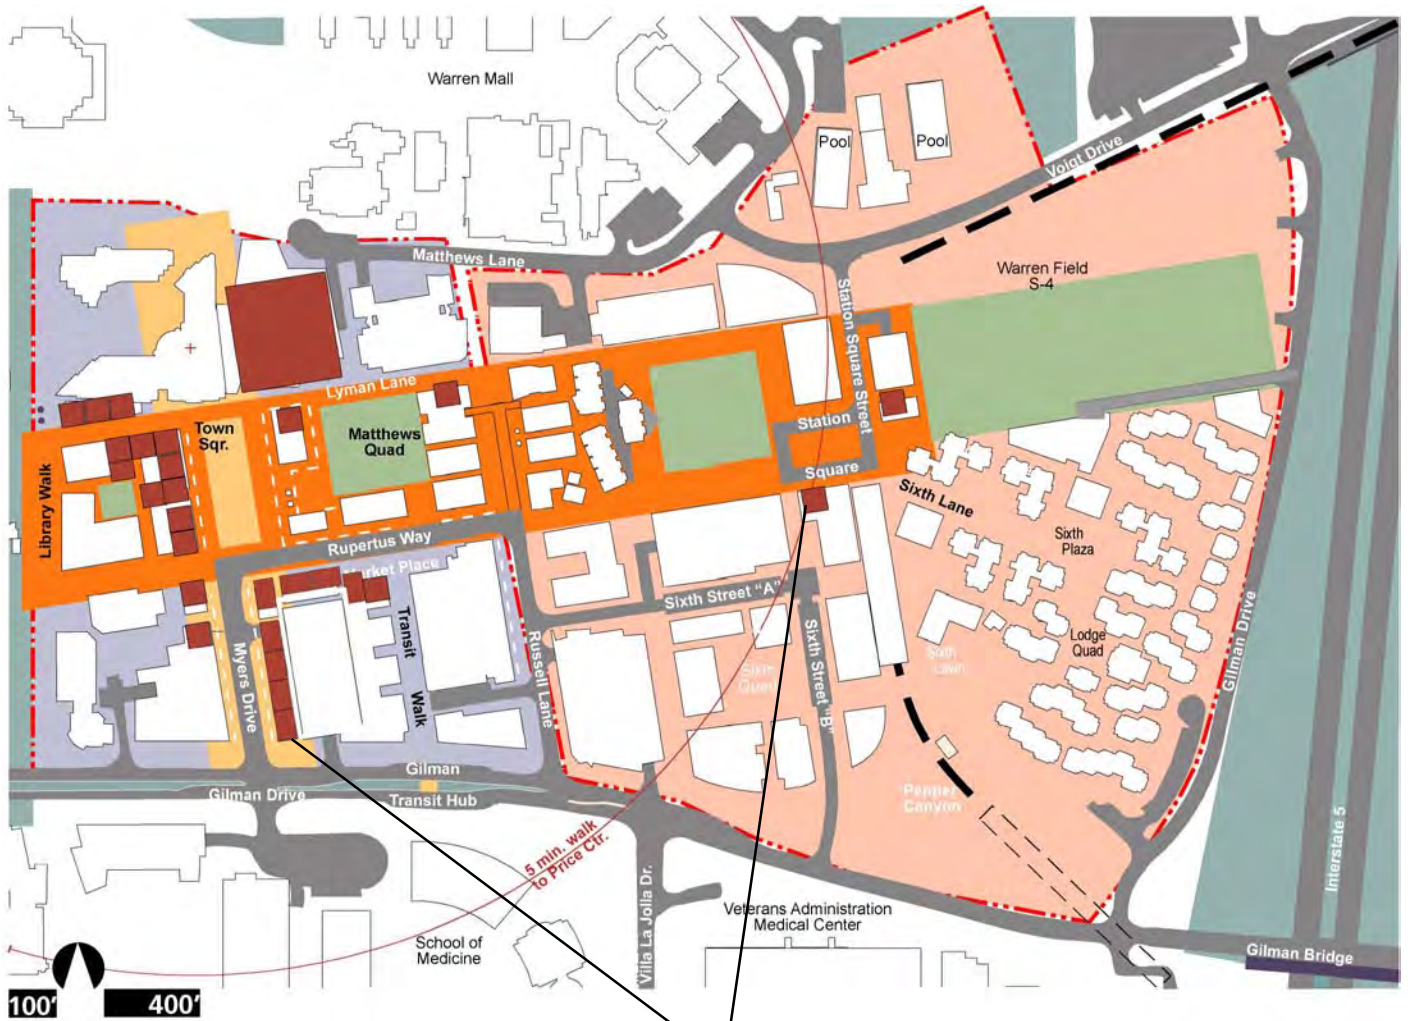 Warren Mall
Pool
Pool
Voigt Drive
Matthews Lane
Warren Field
S-4
Station Square Street
Lyman Lane
Town
Sqr.
Matthews
Quad
Station
Square
Library Walk
Sixth Lane
Rupertus Way
Market Place
Sixth
Plaza
Sixth Street "A"
Transit
Walk
Myers Drive
Russell Lane
Sixth Street "B"
Sixth
Quad
Sixth
Lawn
Lodge
Quad
Gilman Drive
Gilman
Transit Hub
Gilman Drive
Pepper
Canyon
5 min. walk
to Price Ctr.
Interstate 5
Villa La Jolla Dr.
Veterans Administration
Medical Center
School of
Medicine
Gilman Bridge
100'
400'